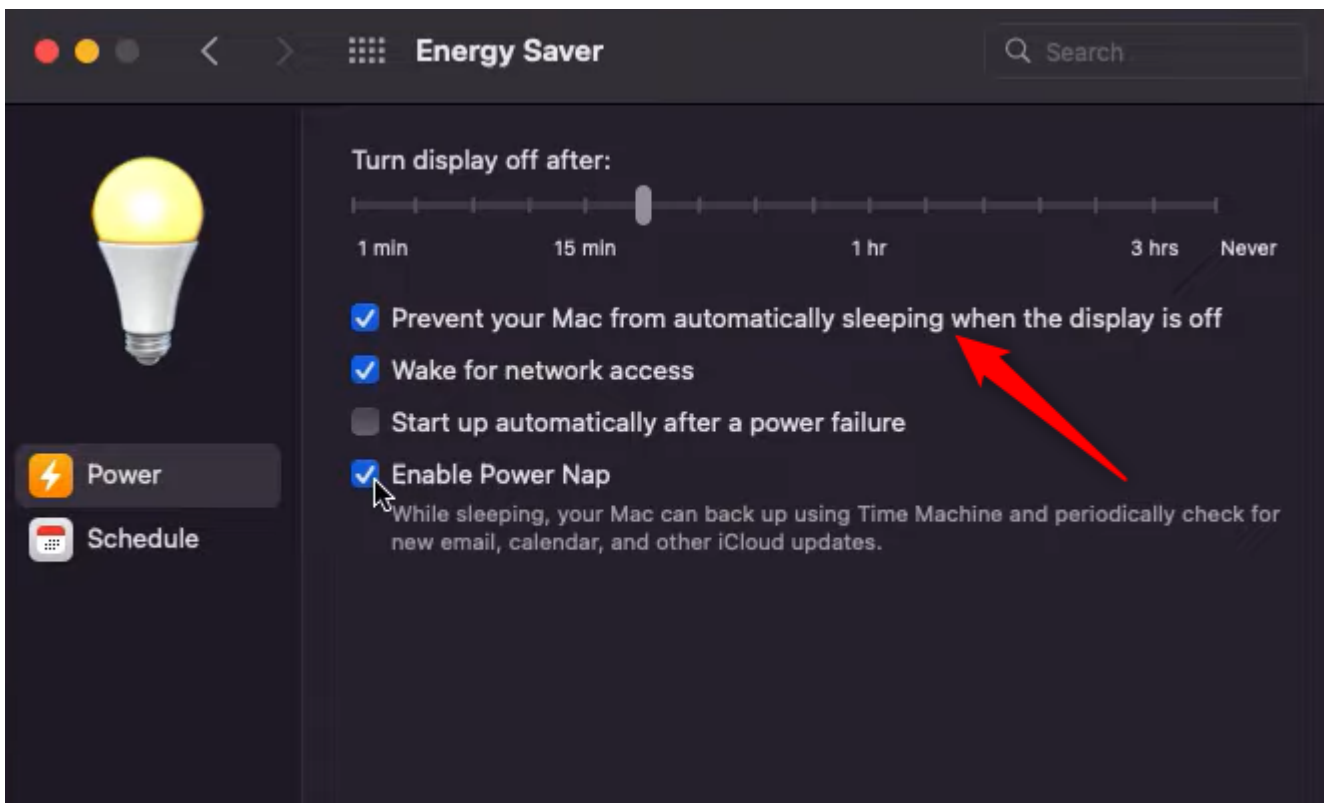 Energy Saver
Search
Turn display off after:
1 min 15 min 1 hr 3 hrs Never
Prevent your Mac from automatically sleeping when the display is off
Wake for network access
Start up automatically after a power failure
Enable Power Nap
While sleeping, your Mac can back up using Time Machine and periodically check for
new email, calendar, and other iCloud updates.
Power
Schedule